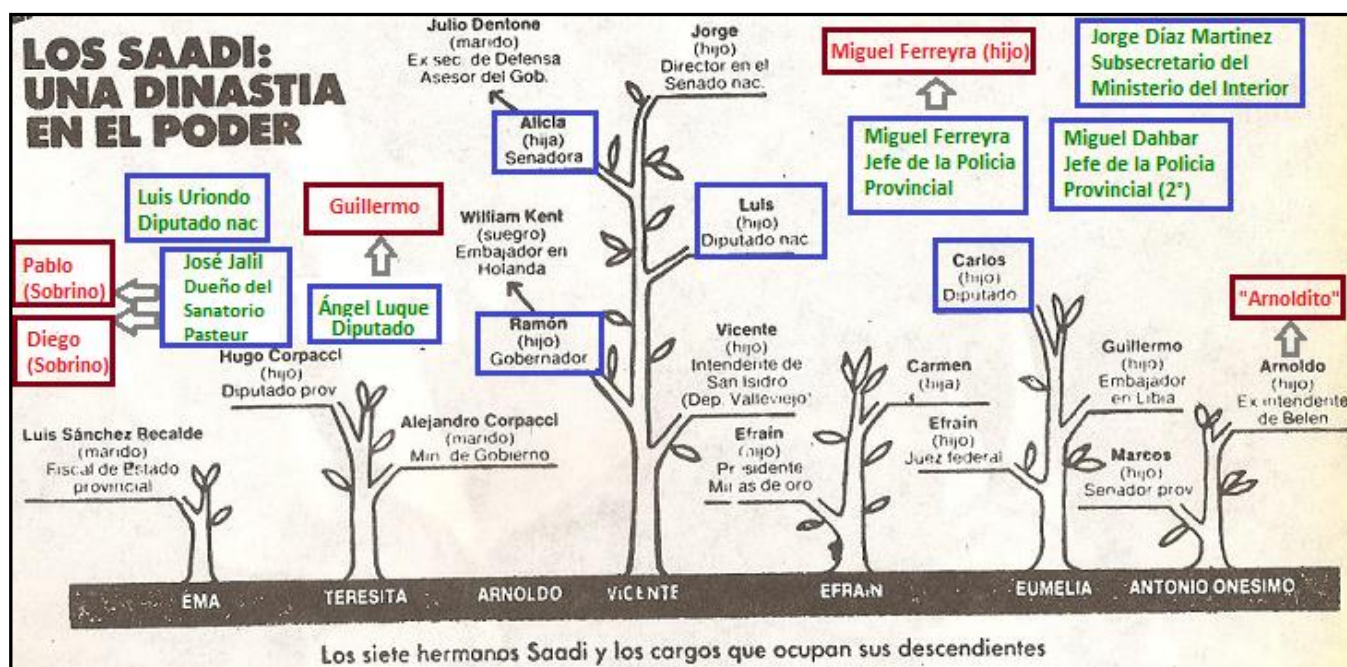 LOS SAADI:
UNA DINASTIA
EN EL PODER
Julio Dentone
(marido)
Ex sec. de Defensa
Asesor del Gob.
Jorge
(hijo)
Director en el
Senado nac.
Miguel Ferreyra (hijo)
Jorge Díaz Martinez
Subsecretario del
Ministerio del Interior
Alicia
(hija)
Senadora
Miguel Ferreyra
Jefe de la Policia
Provincial
Miguel Dahbar
Jefe de la Policia
Provincial (2°)
Luis Uriondo
Diputado nac
Guillermo
William Kent
(suegro)
Embajador en
Holanda
Luis
(hijo)
Diputado nac
Pablo
(Sobrino)
José Jalil
Dueño del
Sanatorio
Pasteur
Ángel Luque
Diputado
Carlos
(hijo)
Diputado
"Arnoldito"
Diego
(Sobrino)
Ramón
(hijo)
Gobernador
Vicente
(hijo)
Intendente de
San Isidro
(Dep. Valleviejo)
Hugo Corpacci
(hijo)
Diputado prov
Carmen
(hija)
Guillermo
(hijo)
Embajador
en Libia
Arnoldo
(hijo)
Ex intendente
de Belen
Luis Sánchez Recalde
(marido)
Fiscal de Estado
provincial
Alejandro Corpacci
(marido)
Min. de Gobierno
Efraín
(hijo)
Presidente
Minas de oro
Efrain
(hijo)
Juez federal
Marcos
(hijo)
Senador prov
EMA
TERESITA
ARNOLDO
VICENTE
EFRAIN
EUMELIA
ANTONIO ONESIMO
Los siete hermanos Saadi y los cargos que ocupan sus descendientes